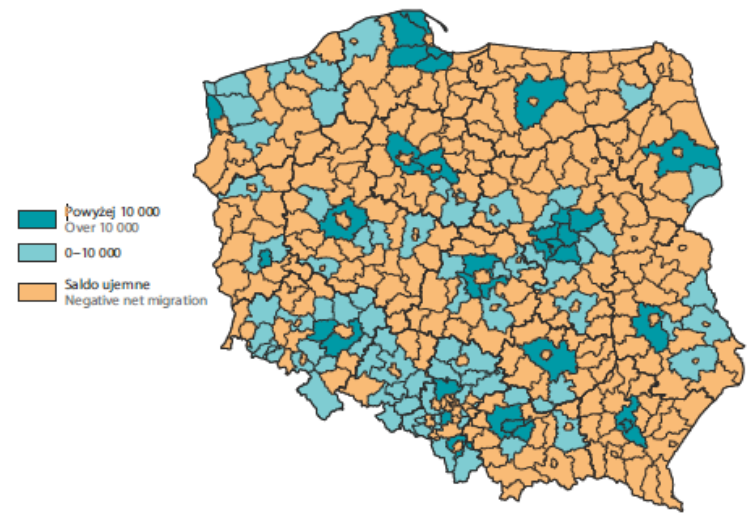 Powyżej 10 000
Over 10 000
0–10 000
Saldo ujemne
Negative net migration